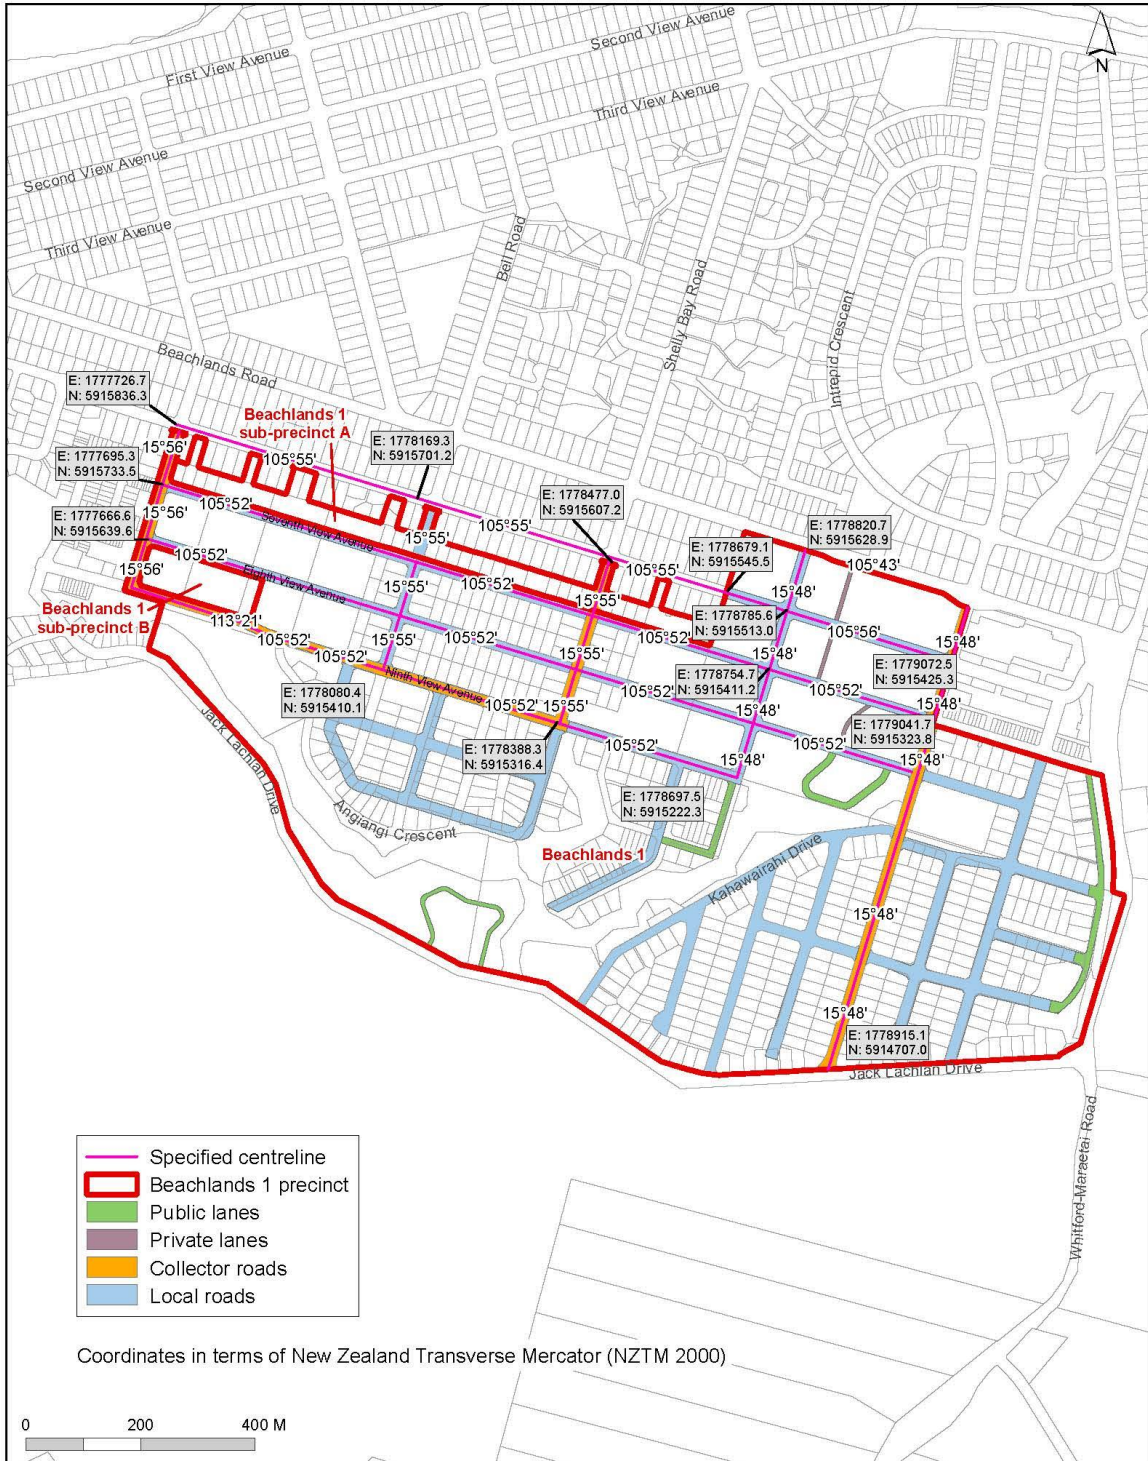 Second View Avenue
First View Avenue
N
Third View Avenue
Second View Avenue
Third View Avenue
Bell Road
Shelly Bay Road
Intrepid Crescent
Beachlands Road
E: 1777726.7
N: 5915836.3
Beachlands 1
sub-precinct A
E: 1778169.3
N: 5915701.2
15°56'
105°55'
E: 1777695.3
N: 5915733.5
E: 1778477.0
N: 5915607.2
105°52'
15°56'
Seventh View Avenue
105°55'
15°55'
E: 1777666.6
N: 5915639.6
E: 1778820.7
N: 5915628.9
E: 1778679.1
N: 5915545.5
105°43'
105°52'
15°56'
Eighth View Avenue
105°55'
15°55'
105°52'
15°48'
15°55'
Beachlands 1
sub-precinct B
113°21'
E: 1778785.6
N: 5915513.0
105°56'
15°48'
105°52'
15°55'
105°52'
105°52'
15°48'
15°55'
105°52'
Ninth View Avenue
E: 1778754.7
N: 5915411.2
E: 1779072.5
N: 5915425.3
105°52'
105°52'
15°48'
E: 1778080.4
N: 5915410.1
105°52'
15°55'
15°48'
Jack Lachlan Drive
E: 1779041.7
N: 5915323.8
105°52'
105°52'
E: 1778388.3
N: 5915316.4
15°48'
15°48'
E: 1778697.5
N: 5915222.3
Angiangi Crescent
Beachlands 1
Kahawairahi Drive
15°48'
15°48'
E: 1778915.1
N: 5914707.0
Jack Lachlan Drive
Whitford-Maraetai Road
Specified centreline
Beachlands 1 precinct
Public lanes
Private lanes
Collector roads
Local roads
Coordinates in terms of New Zealand Transverse Mercator (NZTM 2000)
0 200 400 M